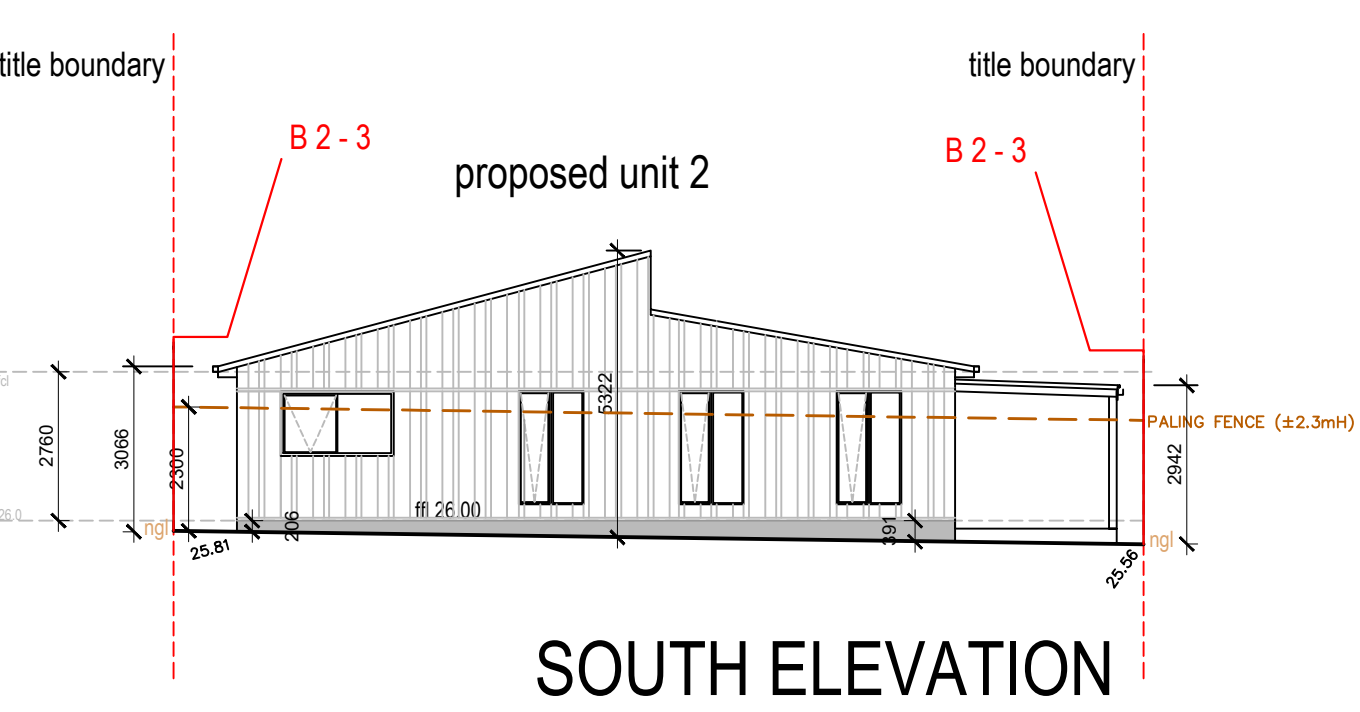 title boundary
title boundary
B 2 - 3
B 2 - 3
proposed unit 2
5322
2760
3066
2300
PALING FENCE (±2.3mH)
2942
26.0
ffl 26.00
206
391
ngl
25.81
ngl
25.56
SOUTH ELEVATION